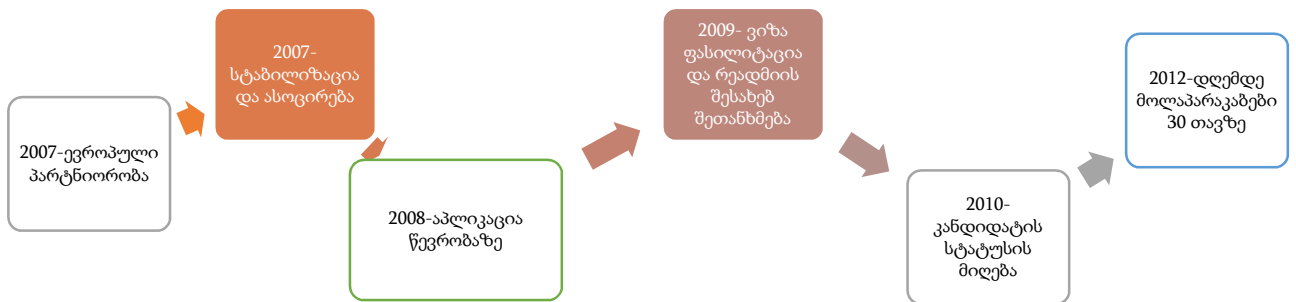 2007-ევროპული
პარტნიორობა
2007-
სტაბილიზაცია
და ასოცირება
2008-აპლიკაცია
წევრობაზე
2009- ვიზა
ფასილიტაცია
და რეადმიის
შესახებ
შეთანხმება
2010-
კანდიდატის
სტატუსის
მიღება
2012-დღემდე
მოლაპარაკაბები
30 თავზე